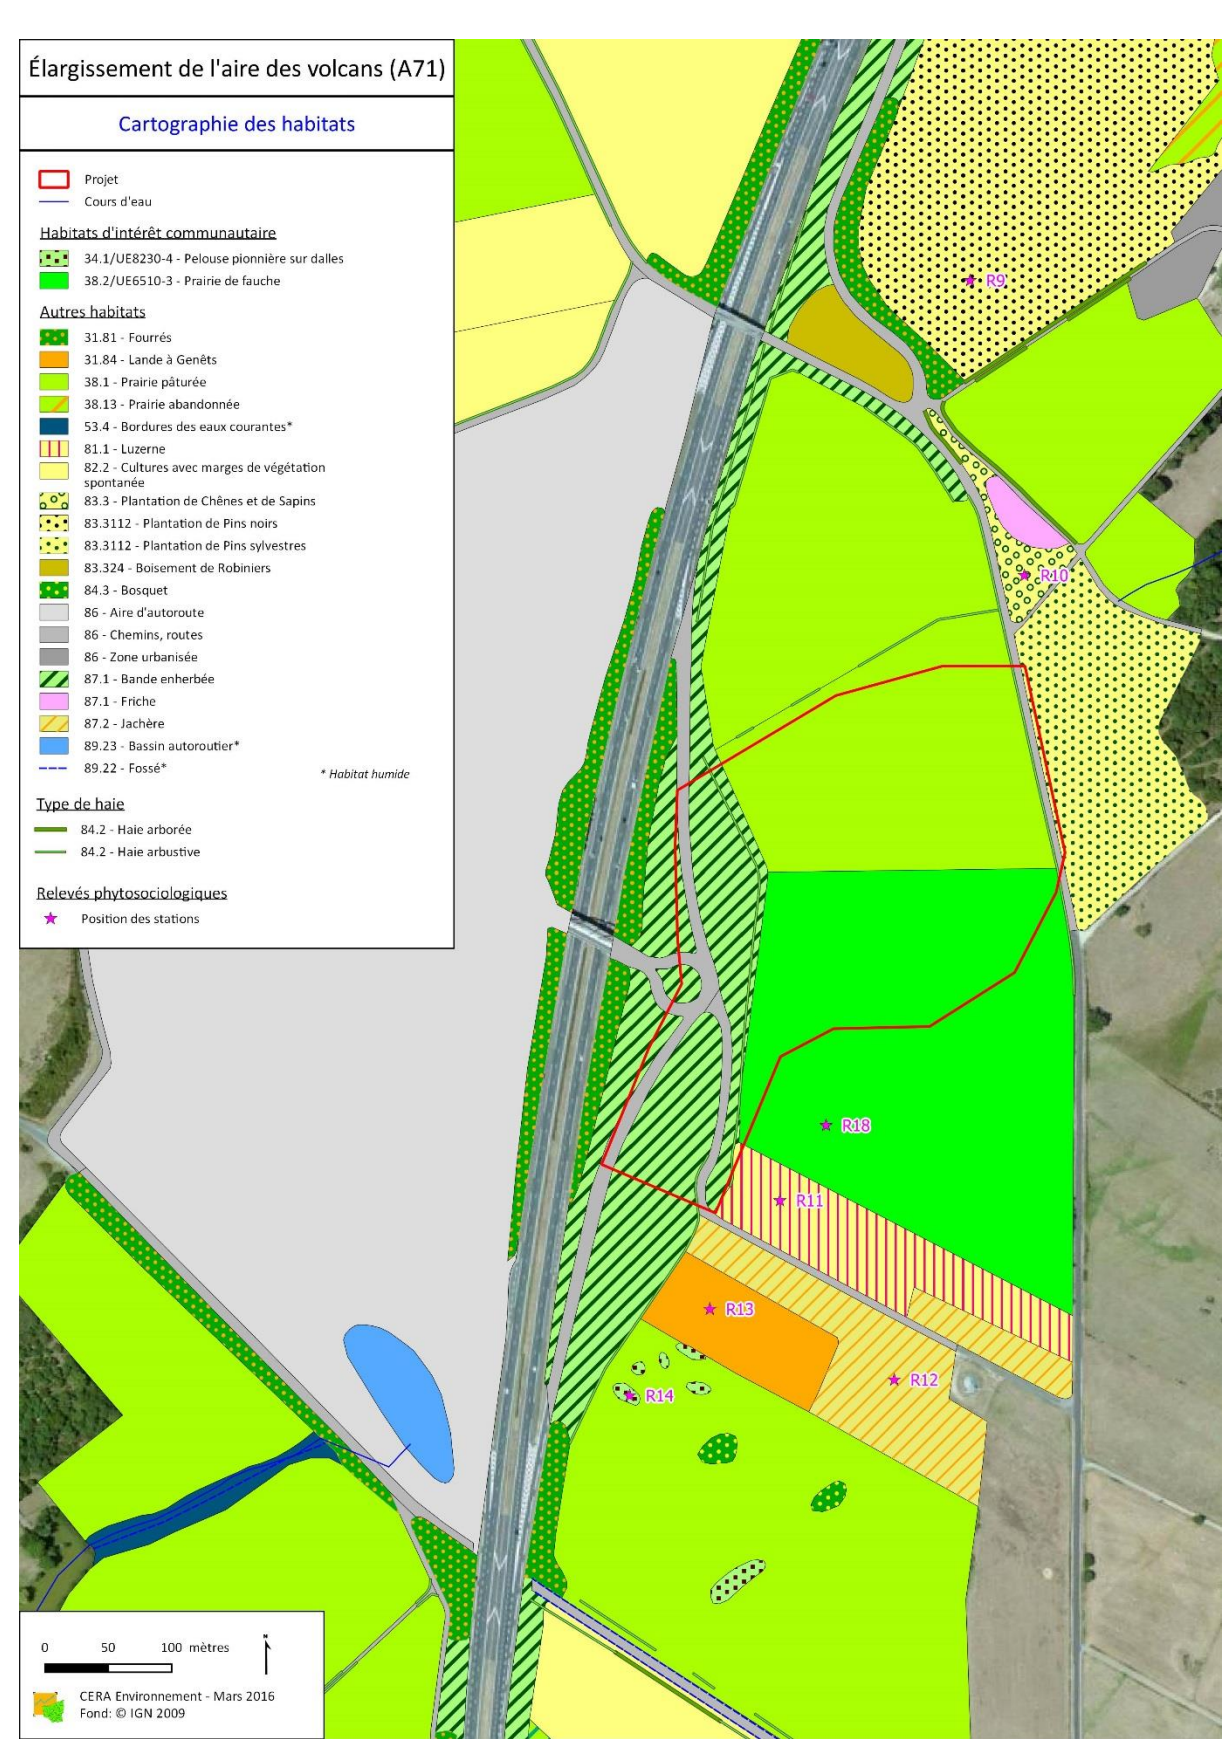 Élargissement de l'aire des volcans (A71)
Cartographie des habitats
Projet
Cours d'eau
Habitats d'intérêt communautaire
34.1/UE8230-4 - Pelouse pionnière sur dalles
38.2/UE6510-3 - Prairie de fauche
Autres habitats
31.81 - Fourrés
31.84 - Lande à Genêts
38.1 - Prairie pâturée
38.13 - Prairie abandonnée
53.4 - Bordures des eaux courantes*
81.1 - Luzerne
82.2 - Cultures avec marges de végétation
spontanée
83.3 - Plantation de Chênes et de Sapins
83.3112 - Plantation de Pins noirs
83.3112 - Plantation de Pins sylvestres
83.324 - Boisement de Robiniers
84.3 - Bosquet
86 - Aire d'autoroute
86 - Chemins, routes
86 - Zone urbanisée
87.1 - Bande enherbée
87.1 - Friche
87.2 - Jachère
89.23 - Bassin autoroutier*
89.22 - Fossé*
* Habitat humide
Type de haie
84.2 - Haie arborée
84.2 - Haie arbustive
Relevés phytosociologiques
Position des stations
R9
R10
R18
R11
R13
R12
R14
0 50 100 mètres
N
CERA Environnement - Mars 2016
Fond: © IGN 2009